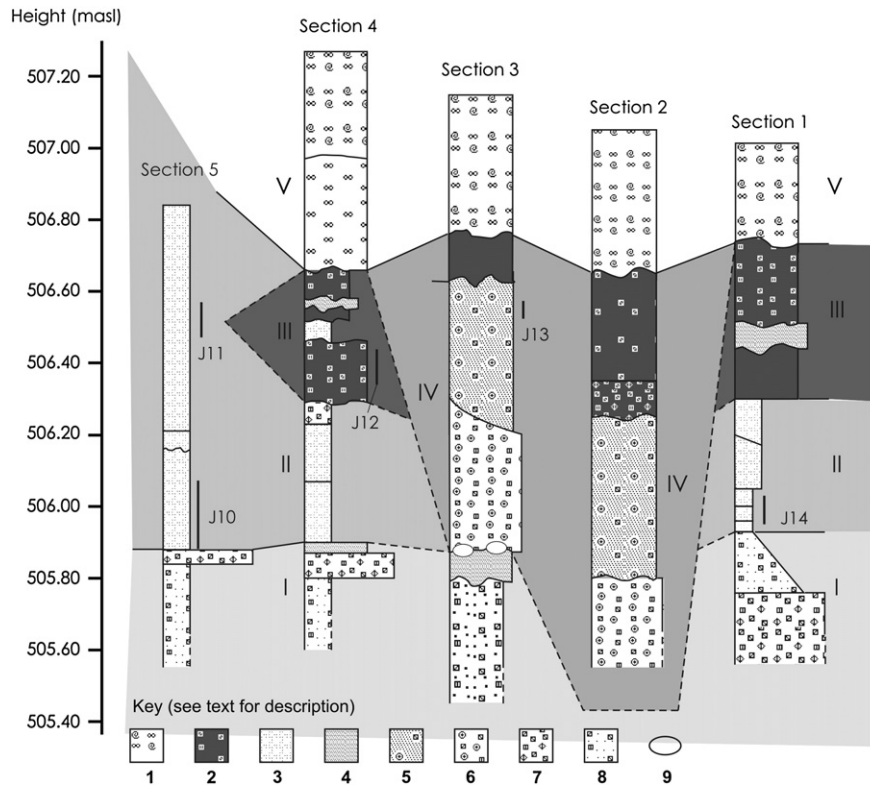 Height (masl)
Section 4
Section 3
Section 2
Section 1
Section 5
507.20
507.00
506.80
506.60
506.40
506.20
506.00
505.80
505.60
505.40
V
V
III
III
IV
IV
II
II
I
I
J11
J13
J12
J10
J14
Key (see text for description)
1 2 3 4 5 6 7 8 9